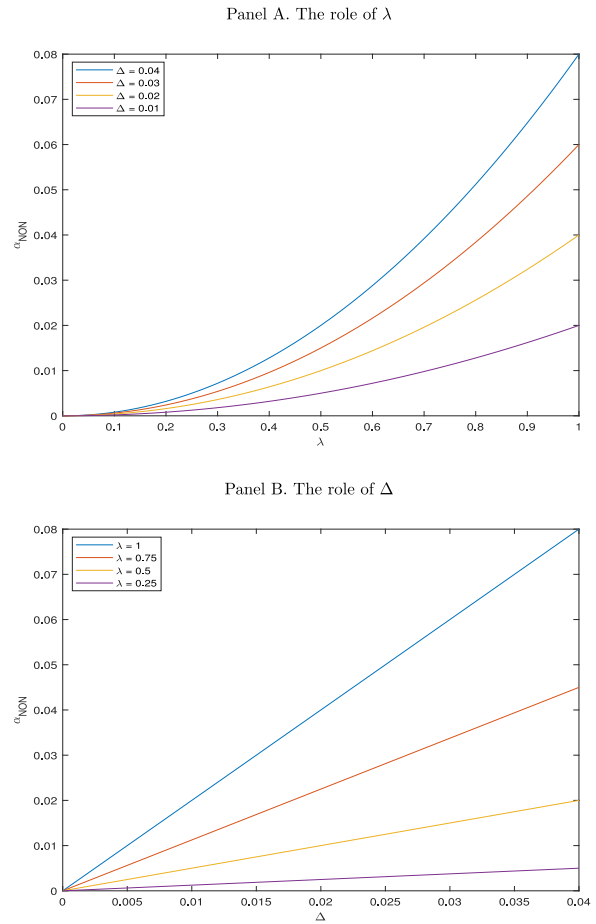 Panel A. The role of λ
0.08
0.07
0.06
0.05
0.04
0.03
0.02
0.01
0
α_NON
Δ = 0.04
Δ = 0.03
Δ = 0.02
Δ = 0.01
0 0.1 0.2 0.3 0.4 0.5 0.6 0.7 0.8 0.9 1
λ
Panel B. The role of Δ
0.08
0.07
0.06
0.05
0.04
0.03
0.02
0.01
0
α_NON
λ = 1
λ = 0.75
λ = 0.5
λ = 0.25
0 0.005 0.01 0.015 0.02 0.025 0.03 0.035 0.04
Δ